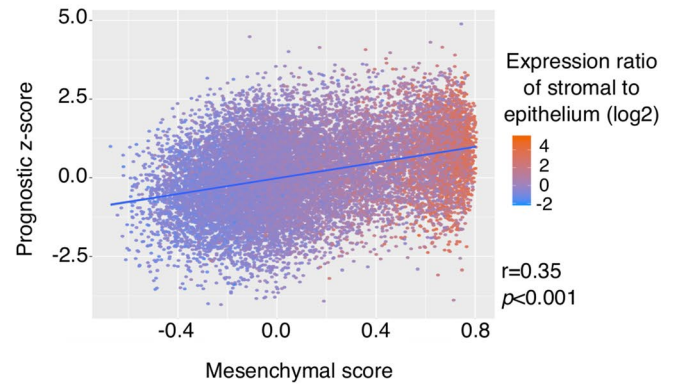 Prognostic z-score
5.0
2.5
0.0
-2.5
-0.4
0.0
0.4
0.8
Mesenchymal score
Expression ratio
of stromal to
epithelium (log2)
4
2
0
-2
r=0.35
p<0.001